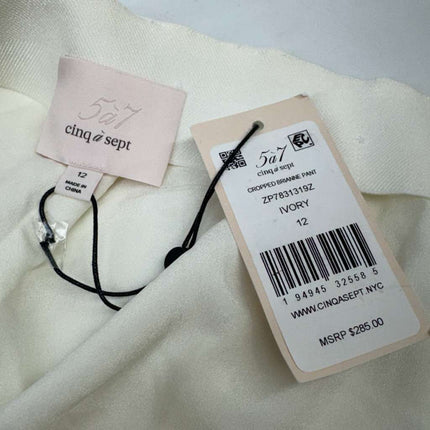 5à7
cinq à sept
12
MADE IN
CHINA
5à7
cinq à sept
CROPPED BRIANNE PANT
ZP7831319Z
IVORY
12
1 94945 32558 5
WWW.CINQASEPT.NYC
MSRP $285.00